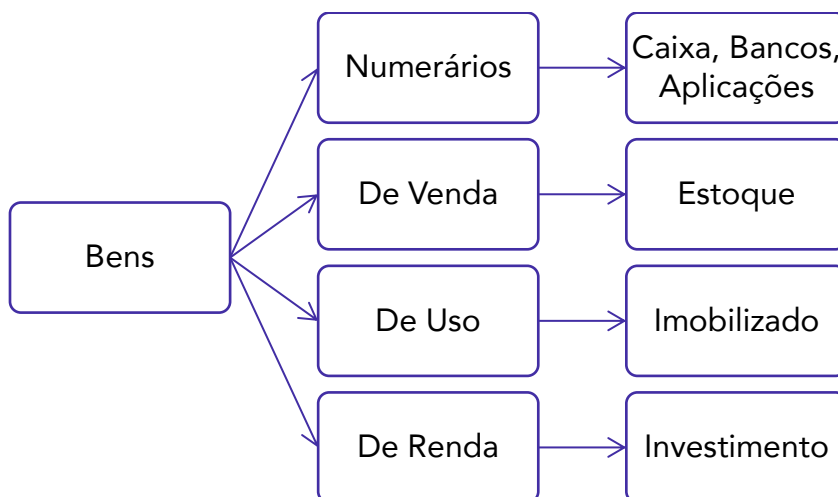 Bens
Numerários
Caixa, Bancos,
Aplicações
De Venda
Estoque
De Uso
Imobilizado
De Renda
Investimento